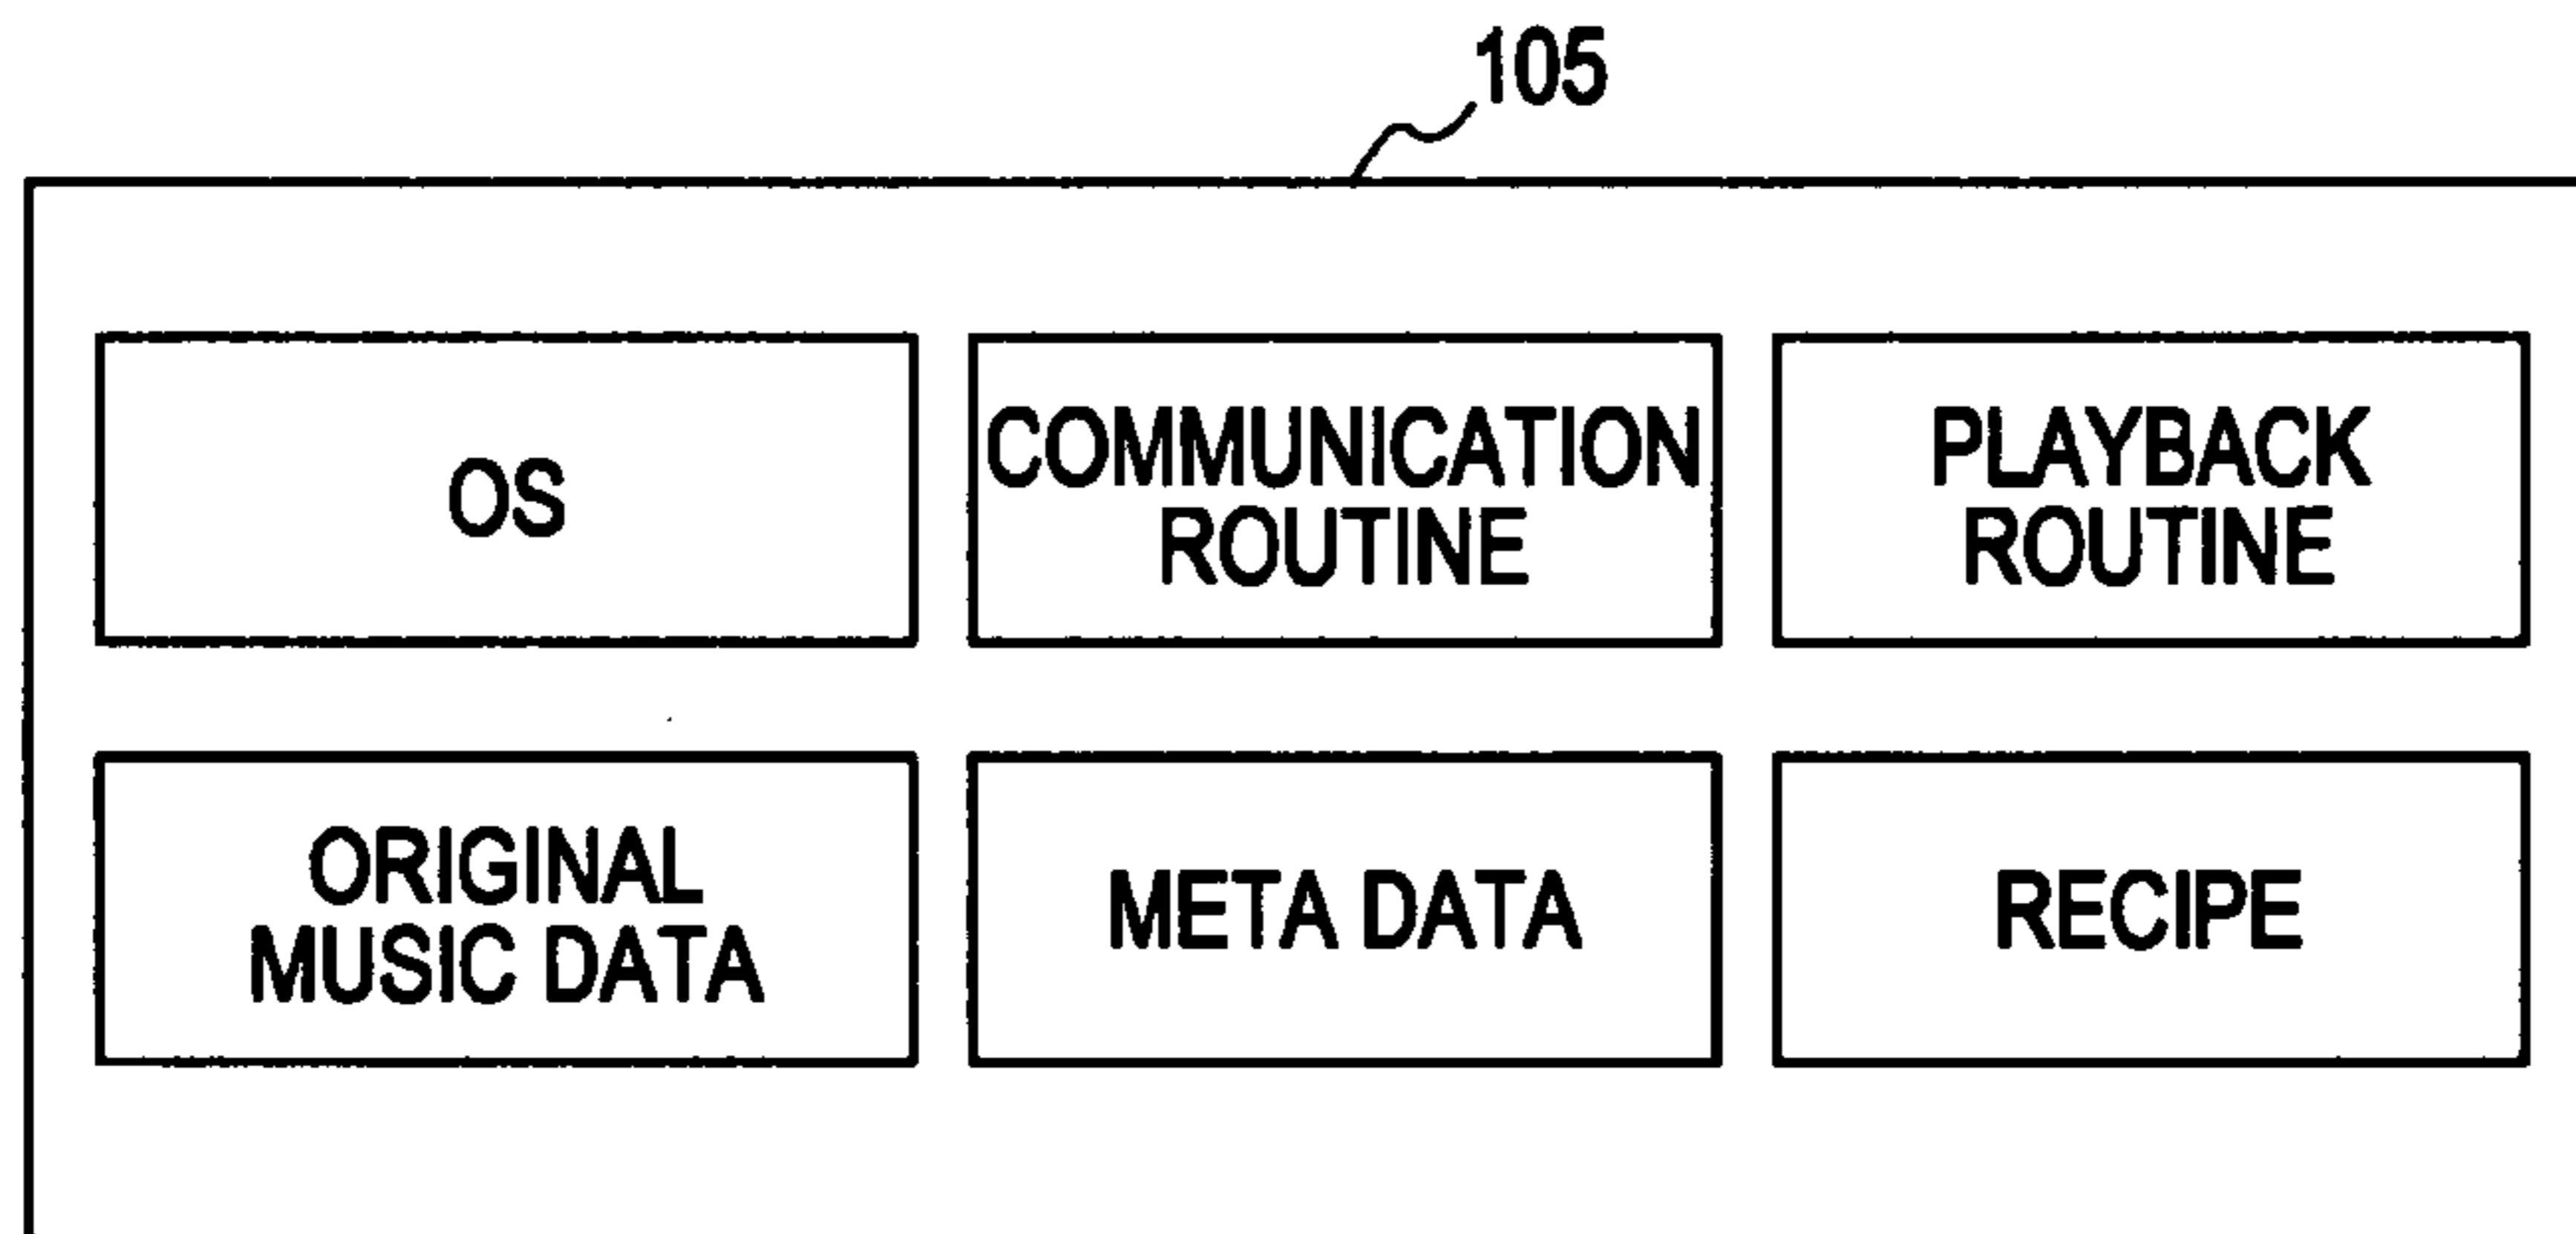 105
OS
COMMUNICATION
ROUTINE
PLAYBACK
ROUTINE
ORIGINAL
MUSIC DATA
META DATA
RECIPE